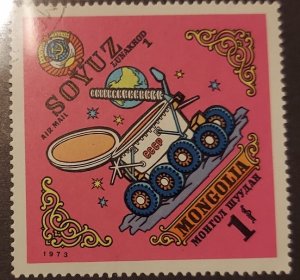 SOYUZ
LUNAKHOD
1
AIR-MAIL
CCCP
MONGOLIA
МОНГОЛ ШУУДАН
1₮
1973